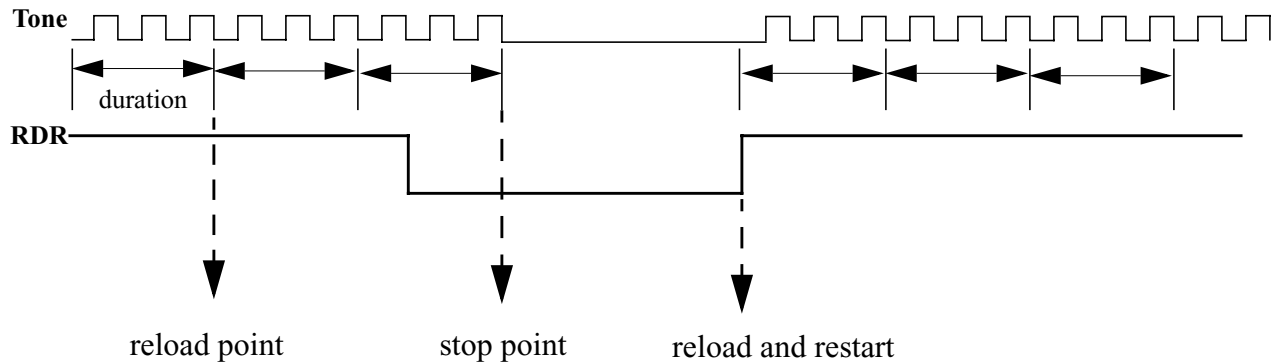 Tone
duration
RDR
reload point
stop point
reload and restart